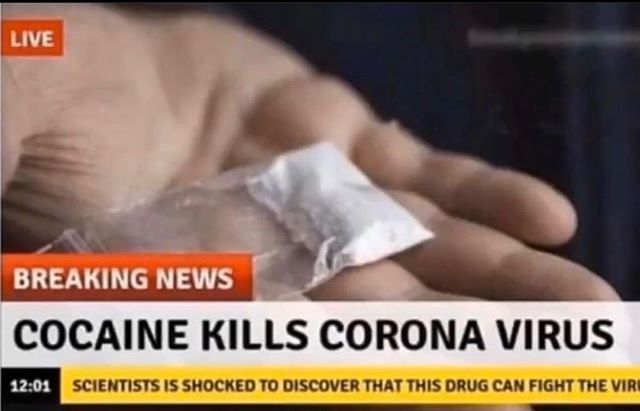 LIVE
BREAKING NEWS
COCAINE KILLS CORONA VIRUS
12:01 SCIENTISTS IS SHOCKED TO DISCOVER THAT THIS DRUG CAN FIGHT THE